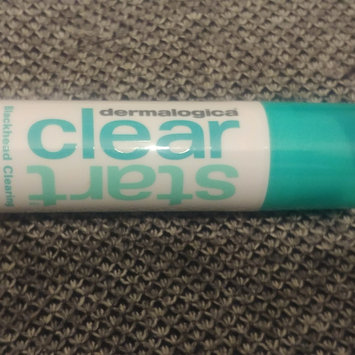 dermalogica
clear
start
Blackhead Clearing